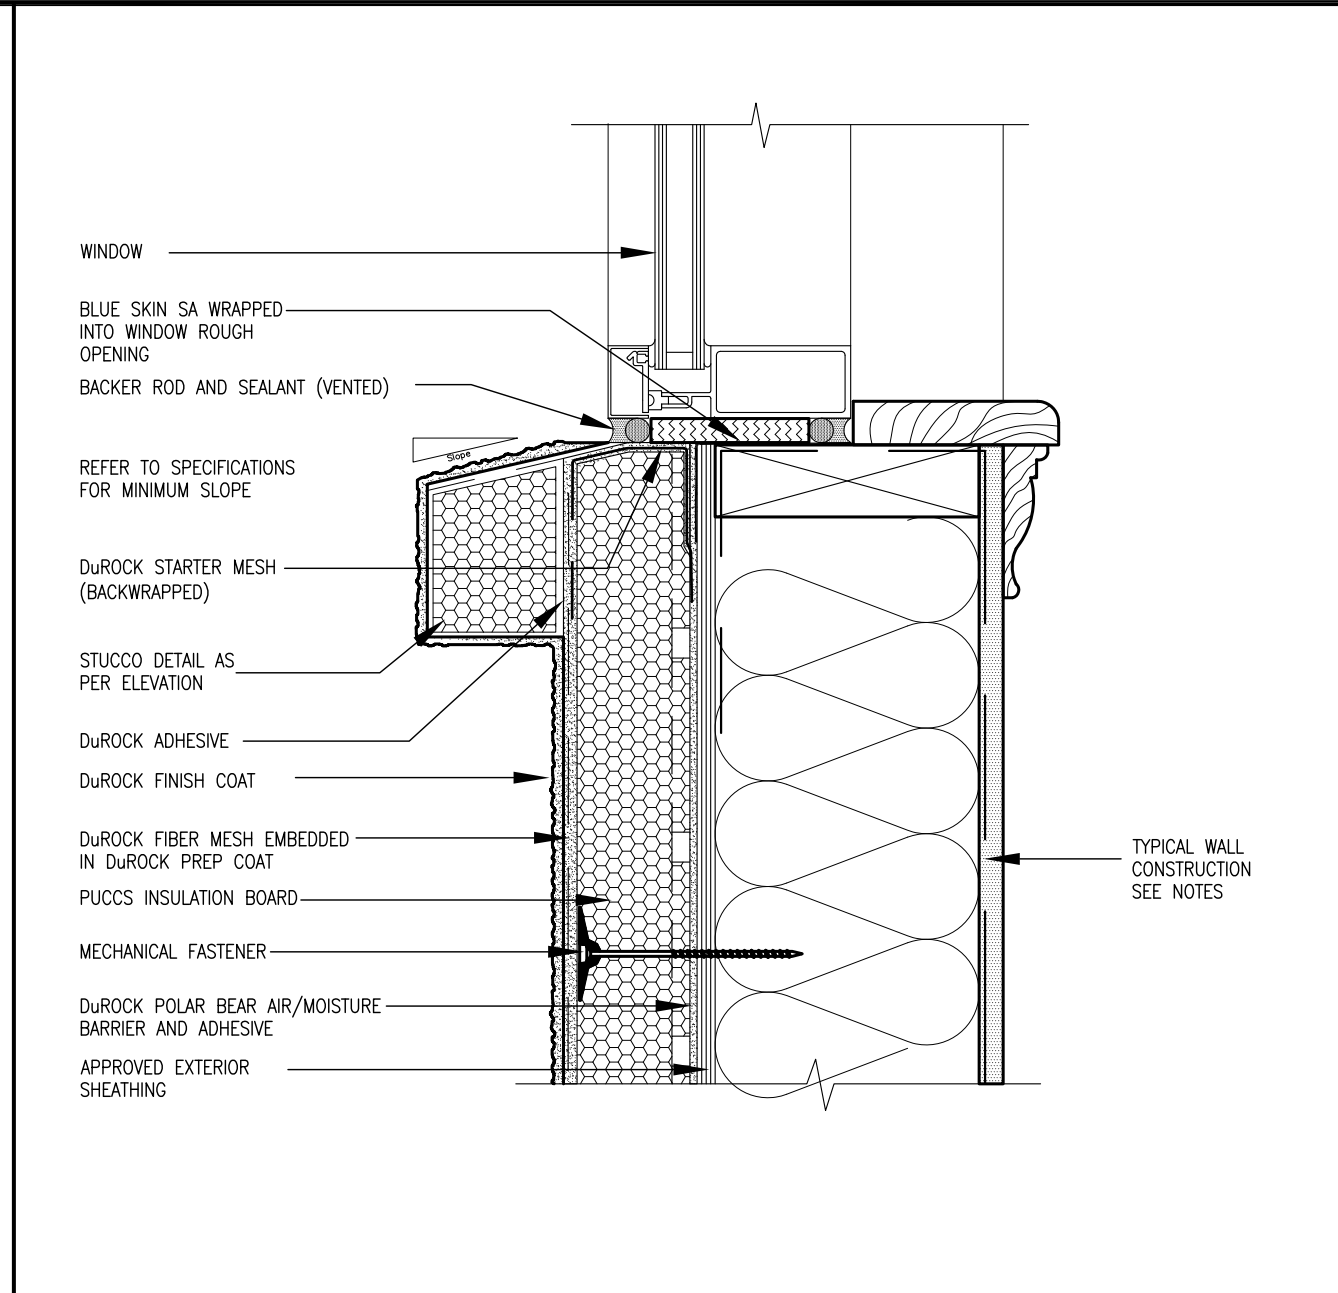 WINDOW
BLUE SKIN SA WRAPPED
INTO WINDOW ROUGH
OPENING
BACKER ROD AND SEALANT (VENTED)
Slope
REFER TO SPECIFICATIONS
FOR MINIMUM SLOPE
DuROCK STARTER MESH
(BACKWRAPPED)
STUCCO DETAIL AS
PER ELEVATION
DuROCK ADHESIVE
DuROCK FINISH COAT
DuROCK FIBER MESH EMBEDDED
IN DuROCK PREP COAT
PUCCS INSULATION BOARD
MECHANICAL FASTENER
DuROCK POLAR BEAR AIR/MOISTURE
BARRIER AND ADHESIVE
APPROVED EXTERIOR
SHEATHING
TYPICAL WALL
CONSTRUCTION
SEE NOTES